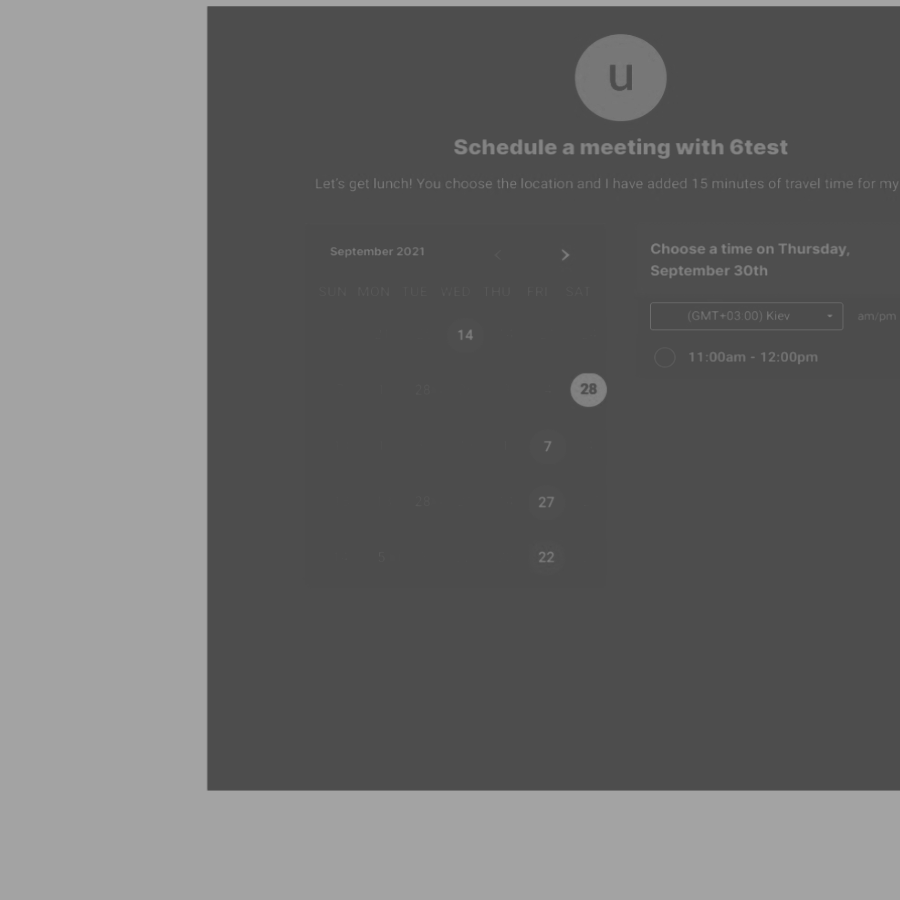 u
Schedule a meeting with 6test
Let's get lunch! You choose the location and I have added 15 minutes of travel time for my
September 2021
SUN MON TUE WED THU FRI SAT
14
28 28
7
28 27
5 22
Choose a time on Thursday,
September 30th
(GMT+03:00) Kiev am/pm
11:00am - 12:00pm